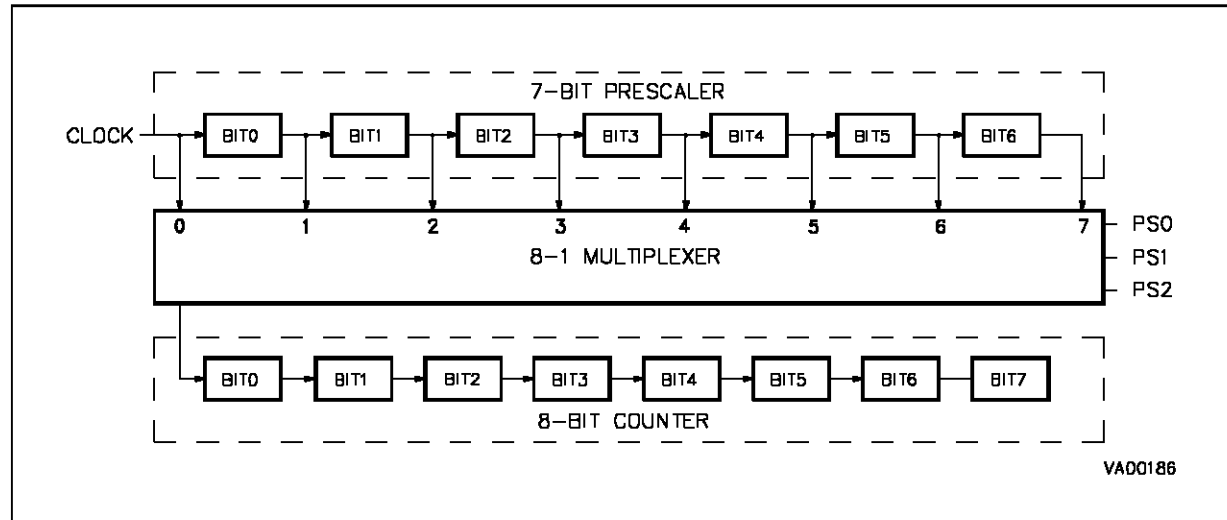 7-BIT PRESCALER
CLOCK BIT0 BIT1 BIT2 BIT3 BIT4 BIT5 BIT6
0 1 2 3 4 5 6 7 PS0
8-1 MULTIPLEXER PS1
PS2
BIT0 BIT1 BIT2 BIT3 BIT4 BIT5 BIT6 BIT7
8-BIT COUNTER
VA00186